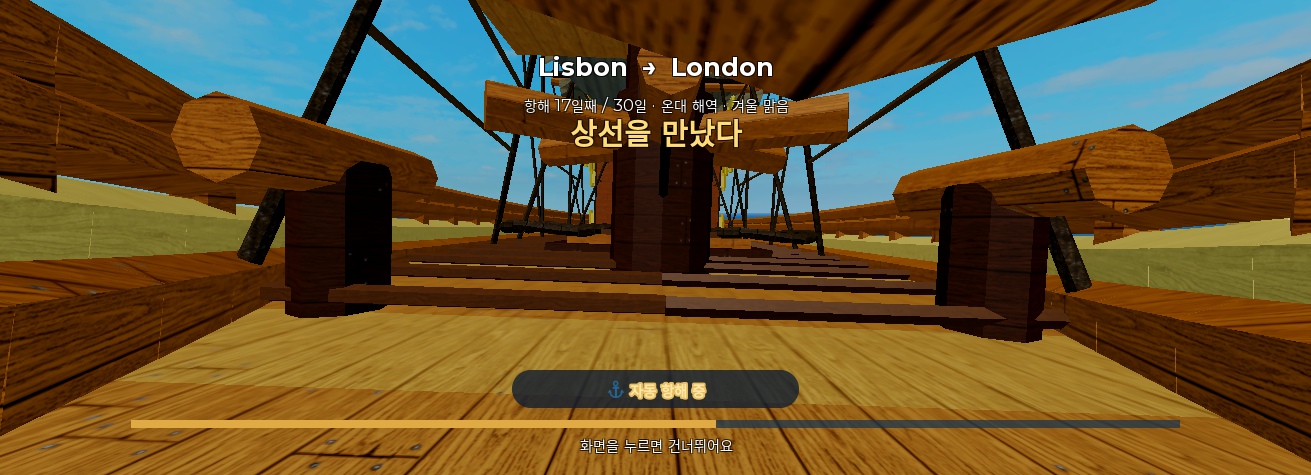 Lisbon → London
항해 17일째 / 30일 · 온대 해역 · 겨울 맑음
상선을 만났다
⚓ 자동 항해 중
화면을 누르면 건너뛰어요